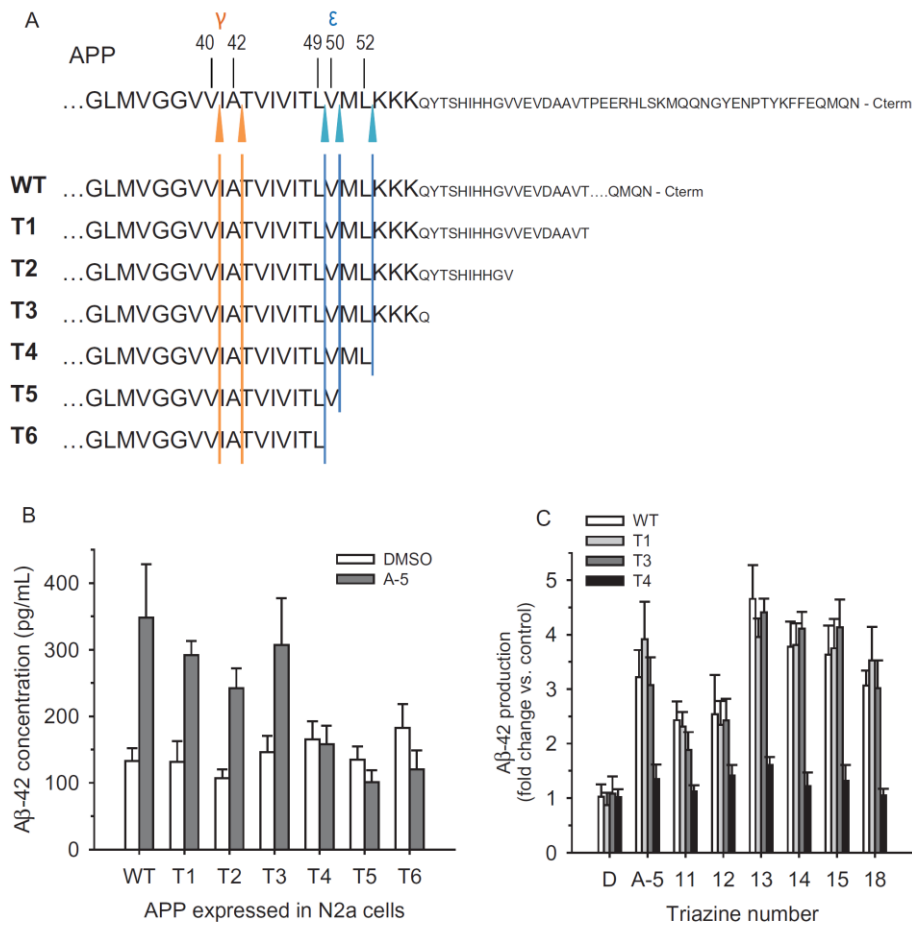 A
γ ε
40 42 49 50 52
APP
...GLMVGGVVIATVIVITLVMLKKKQYTSHIHHGVVEVDAAVTPEERHLSKMQQNGYENPTYKFFEQMQN - Cterm
WT ...GLMVGGVVIATVIVITLVMLKKKQYTSHIHHGVVEVDAAVT....QMQN - Cterm
T1 ...GLMVGGVVIATVIVITLVMLKKKQYTSHIHHGVVEVDAAVT
T2 ...GLMVGGVVIATVIVITLVMLKKKQYTSHIHHGV
T3 ...GLMVGGVVIATVIVITLVMLKKKQ
T4 ...GLMVGGVVIATVIVITLVML
T5 ...GLMVGGVVIATVIVITLV
T6 ...GLMVGGVVIATVIVITL
B
DMSO
A-5
Aβ-42 concentration (pg/mL)
400
300
200
100
0
WT T1 T2 T3 T4 T5 T6
APP expressed in N2a cells
C
WT
T1
T3
T4
Aβ-42 production
(fold change vs. control)
5
4
3
2
1
0
D A-5 11 12 13 14 15 18
Triazine number